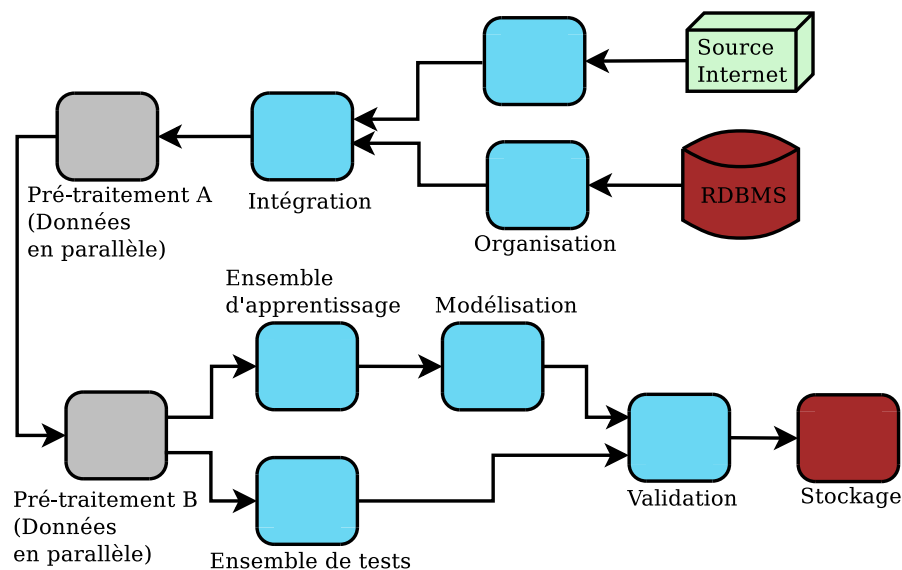 Source
Internet
RDBMS
Organisation
Intégration
Pré-traitement A
(Données
en parallèle)
Ensemble
d'apprentissage
Modélisation
Pré-traitement B
(Données
en parallèle)
Ensemble de tests
Validation
Stockage